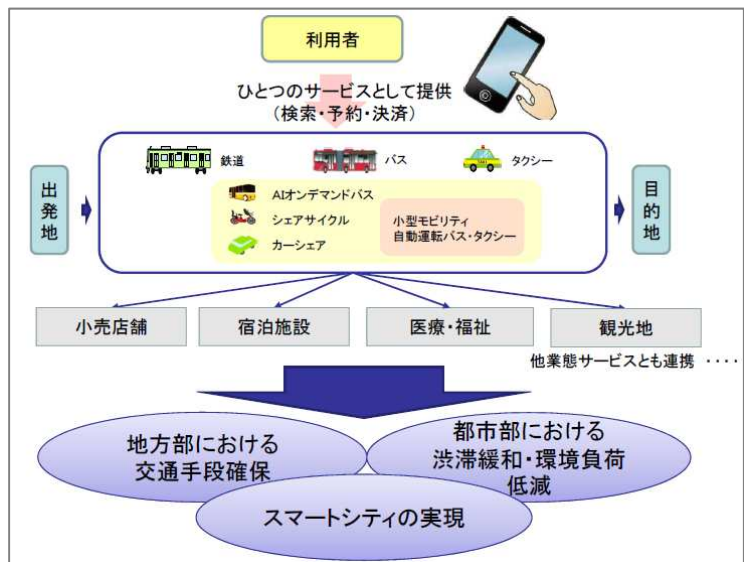 利用者
ひとつのサービスとして提供
(検索・予約・決済)
出発地
鉄道
バス
タクシー
AIオンデマンドバス
シェアサイクル
カーシェア
小型モビリティ
自動運転バス・タクシー
目的地
小売店舗
宿泊施設
医療・福祉
観光地
他業態サービスとも連携 ‥‥
地方部における
交通手段確保
都市部における
渋滞緩和・環境負荷
低減
スマートシティの実現